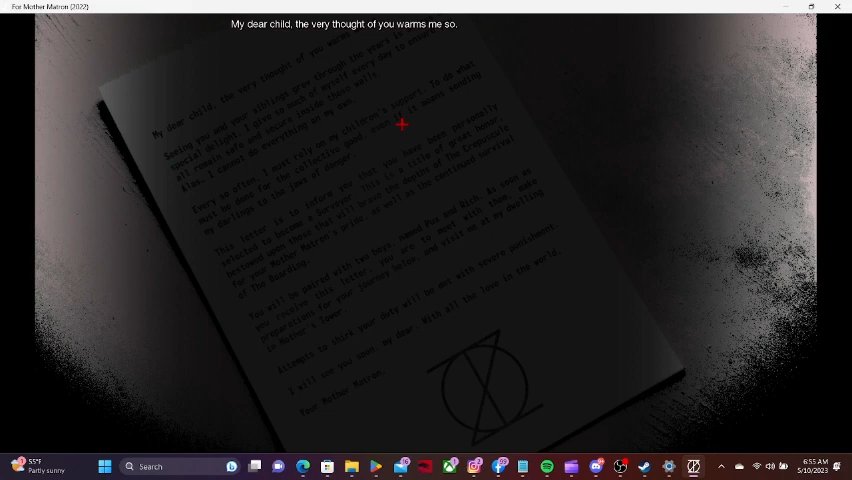 For Mother Matron (2022)
My dear child, the very thought of you warms me so.
My dear child, the very thought of you warms
Seeing you and your siblings grow through the years is
special delight. I give so much of myself every day to ensure
all remain safe and secure inside these walls.
Alas, I cannot do everything on my own.
Every so often, I must rely on my children's support. To do what
must be done for the collective good, even if it means sending
my darlings to the jaws of danger.
This letter is to inform you that you have been personally
selected to become a Surveyor. This is a title of great honor,
bestowed upon those that will brave the depths of The Crepuscule
for your Mother Matron's pride, as well as the continued survival
of The Boarding.
You will be paired with two boys, named Pux and Rich. As soon as
you receive this letter, you are to meet with them, make
preparations for your journey below, and visit me at my dwelling
in Mother's Tower.
Attempts to shirk your duty will be met with severe punishment.
I will see you soon, my dear. With all the love in the world.
Your Mother Matron
55°F
Partly sunny
Search
6:55 AM
5/10/2023